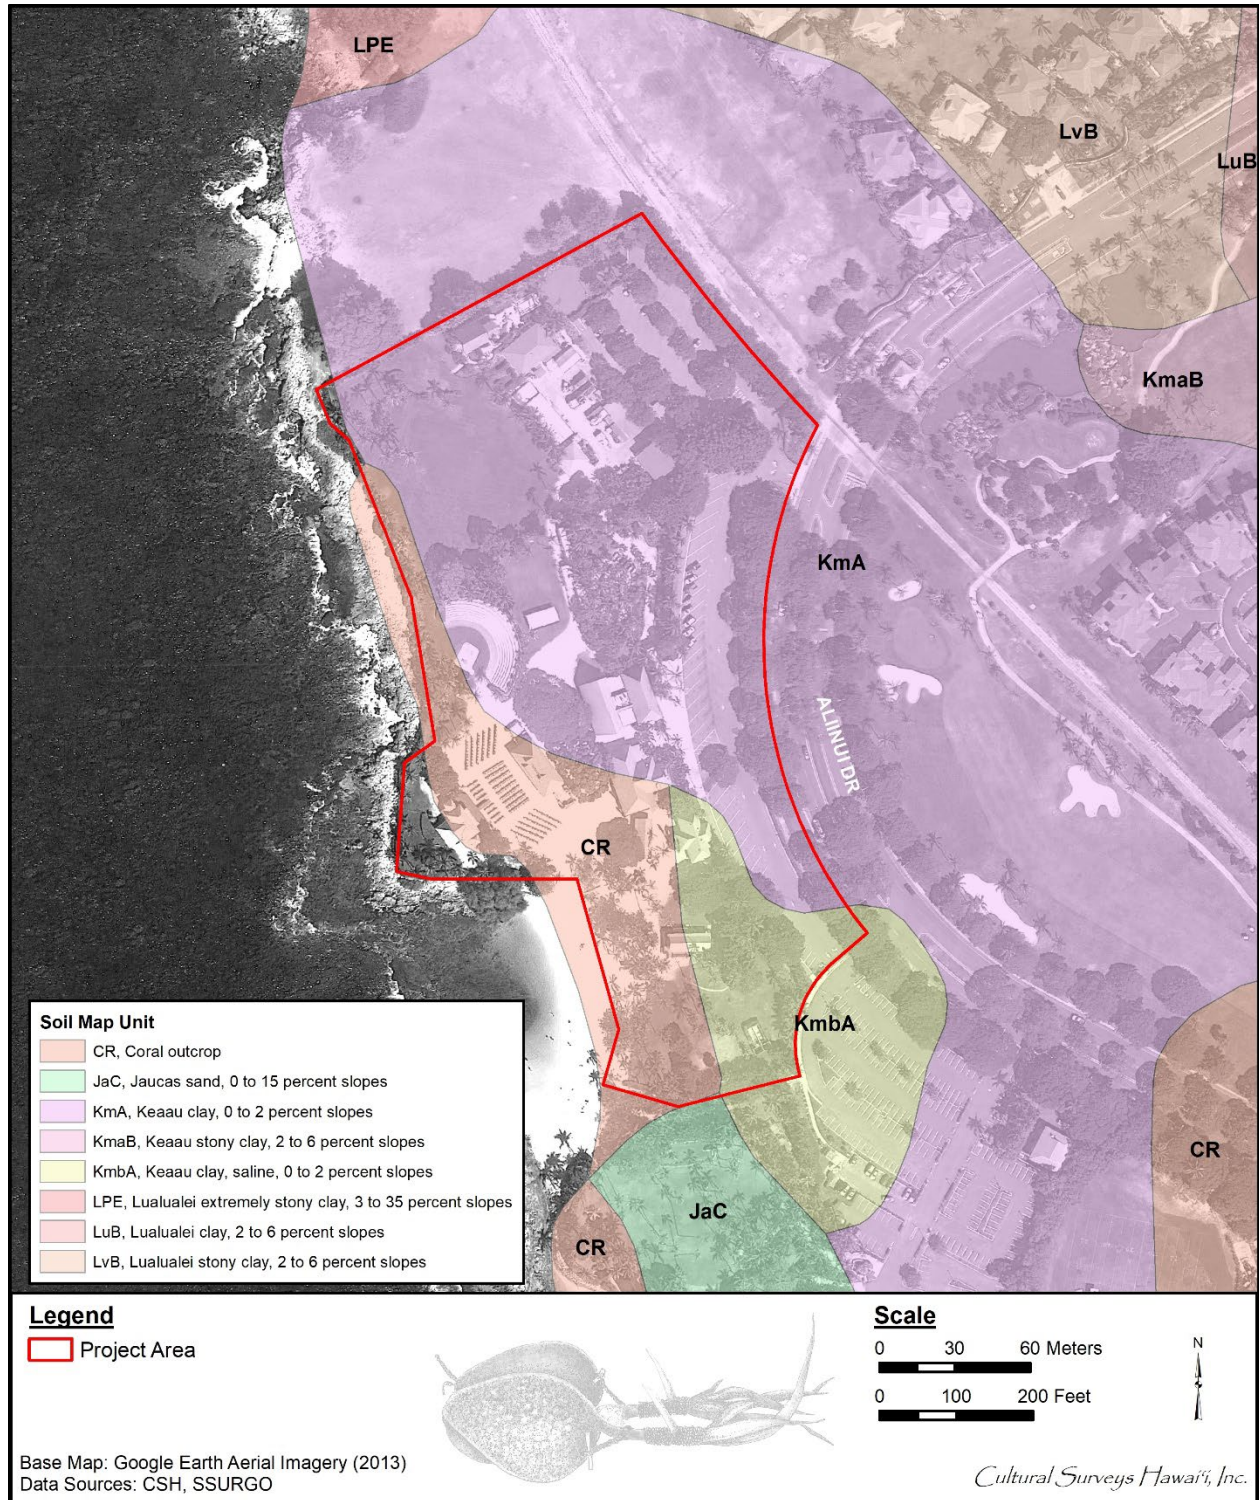 LPE
LvB
LuB
KmaB
KmA
ALIINUI DR
CR
KmbA
CR
JaC
CR
Soil Map Unit
CR, Coral outcrop
JaC, Jaucas sand, 0 to 15 percent slopes
KmA, Keaau clay, 0 to 2 percent slopes
KmaB, Keaau stony clay, 2 to 6 percent slopes
KmbA, Keaau clay, saline, 0 to 2 percent slopes
LPE, Lualualei extremely stony clay, 3 to 35 percent slopes
LuB, Lualualei clay, 2 to 6 percent slopes
LvB, Lualualei stony clay, 2 to 6 percent slopes
Legend
Project Area
Base Map: Google Earth Aerial Imagery (2013)
Data Sources: CSH, SSURGO
Scale
0 30 60 Meters
0 100 200 Feet
N
Cultural Surveys Hawaiʻi, Inc.